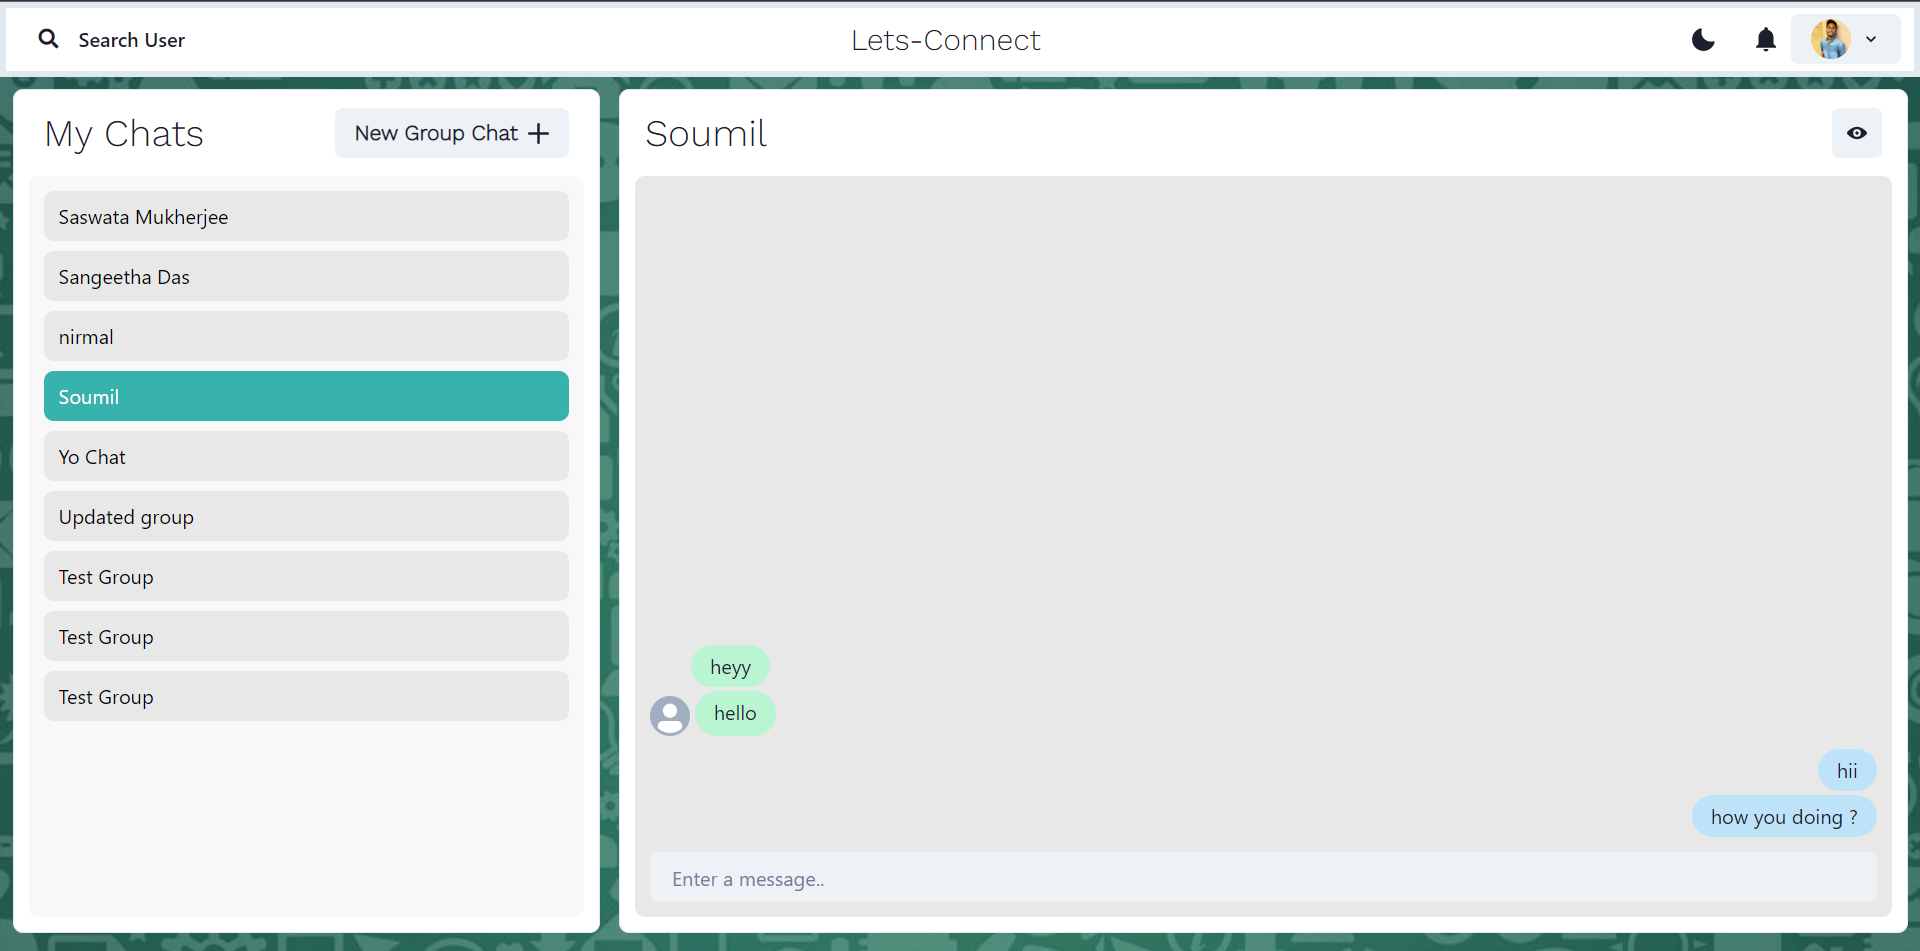 Search User
Lets-Connect
My Chats
New Group Chat
Saswata Mukherjee
Sangeetha Das
nirmal
Soumil
Yo Chat
Updated group
Test Group
Test Group
Test Group
Soumil
heyy
hello
hii
how you doing ?
Enter a message..